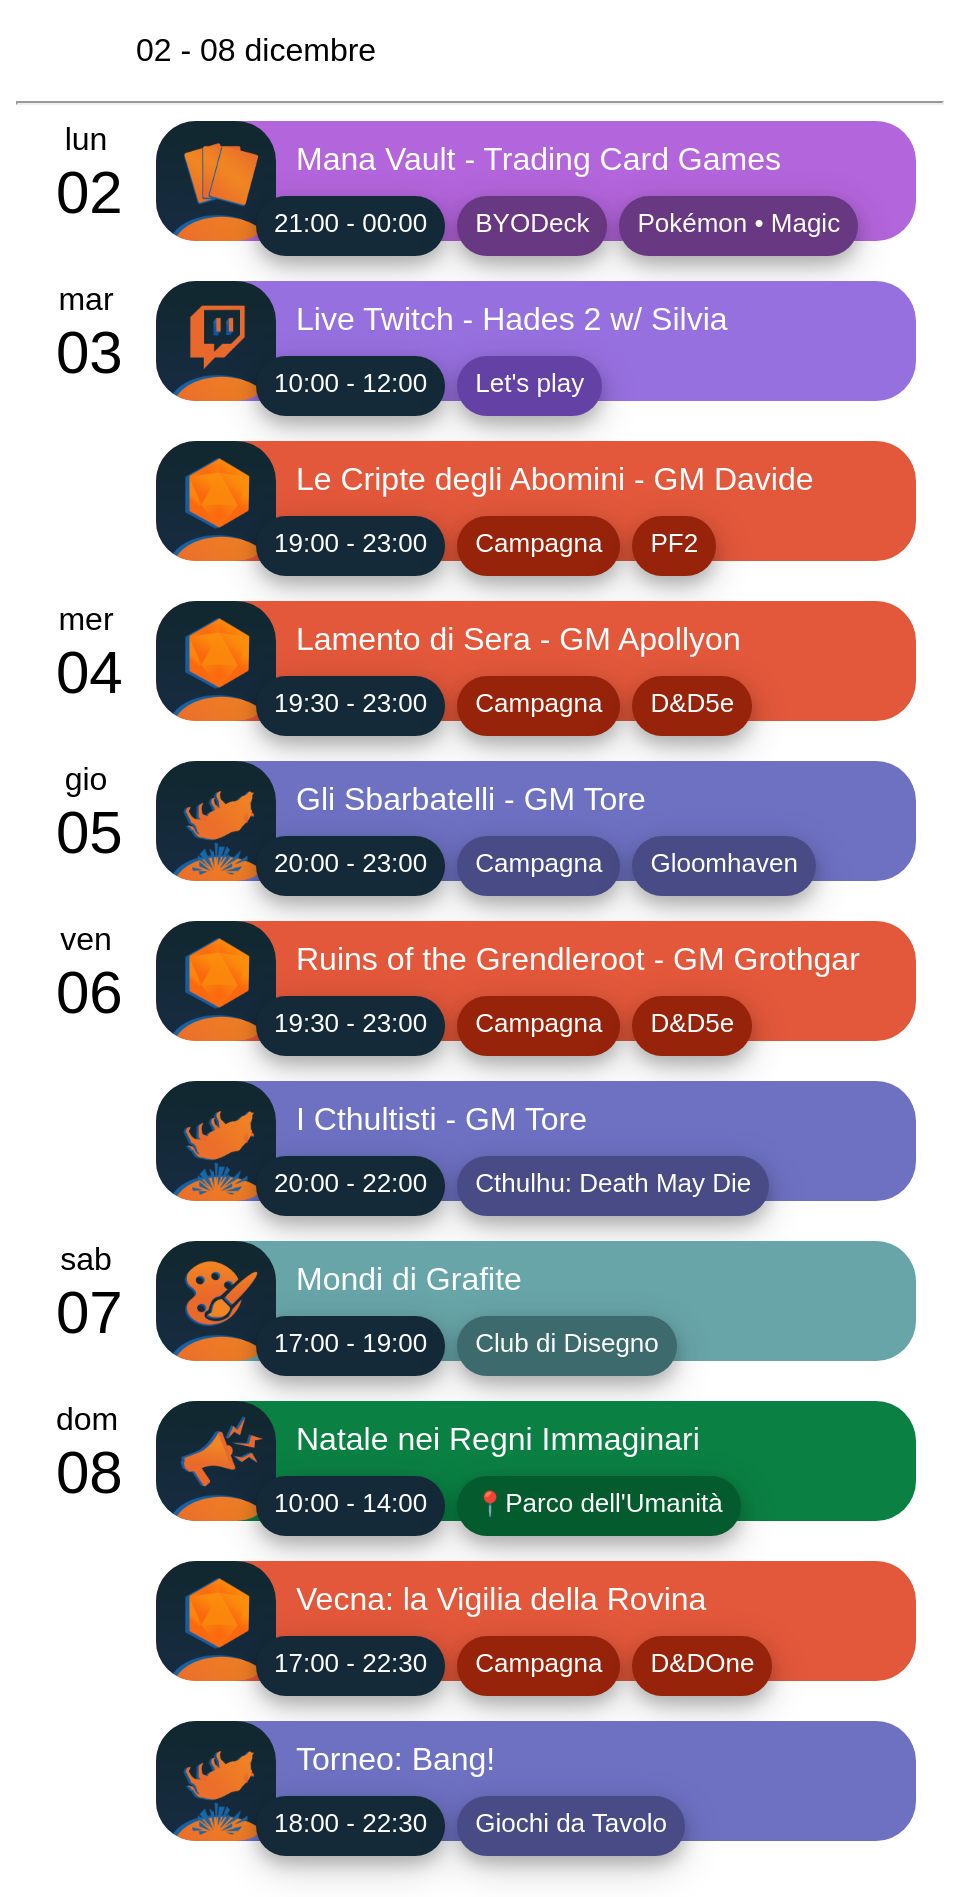 02 - 08 dicembre
lun
02
Mana Vault - Trading Card Games
21:00 - 00:00 BYODeck Pokémon • Magic
mar
03
Live Twitch - Hades 2 w/ Silvia
10:00 - 12:00 Let's play
Le Cripte degli Abomini - GM Davide
19:00 - 23:00 Campagna PF2
mer
04
Lamento di Sera - GM Apollyon
19:30 - 23:00 Campagna D&D5e
gio
05
Gli Sbarbatelli - GM Tore
20:00 - 23:00 Campagna Gloomhaven
ven
06
Ruins of the Grendleroot - GM Grothgar
19:30 - 23:00 Campagna D&D5e
I Cthultisti - GM Tore
20:00 - 22:00 Cthulhu: Death May Die
sab
07
Mondi di Grafite
17:00 - 19:00 Club di Disegno
dom
08
Natale nei Regni Immaginari
10:00 - 14:00 📍Parco dell'Umanità
Vecna: la Vigilia della Rovina
17:00 - 22:30 Campagna D&DOne
Torneo: Bang!
18:00 - 22:30 Giochi da Tavolo